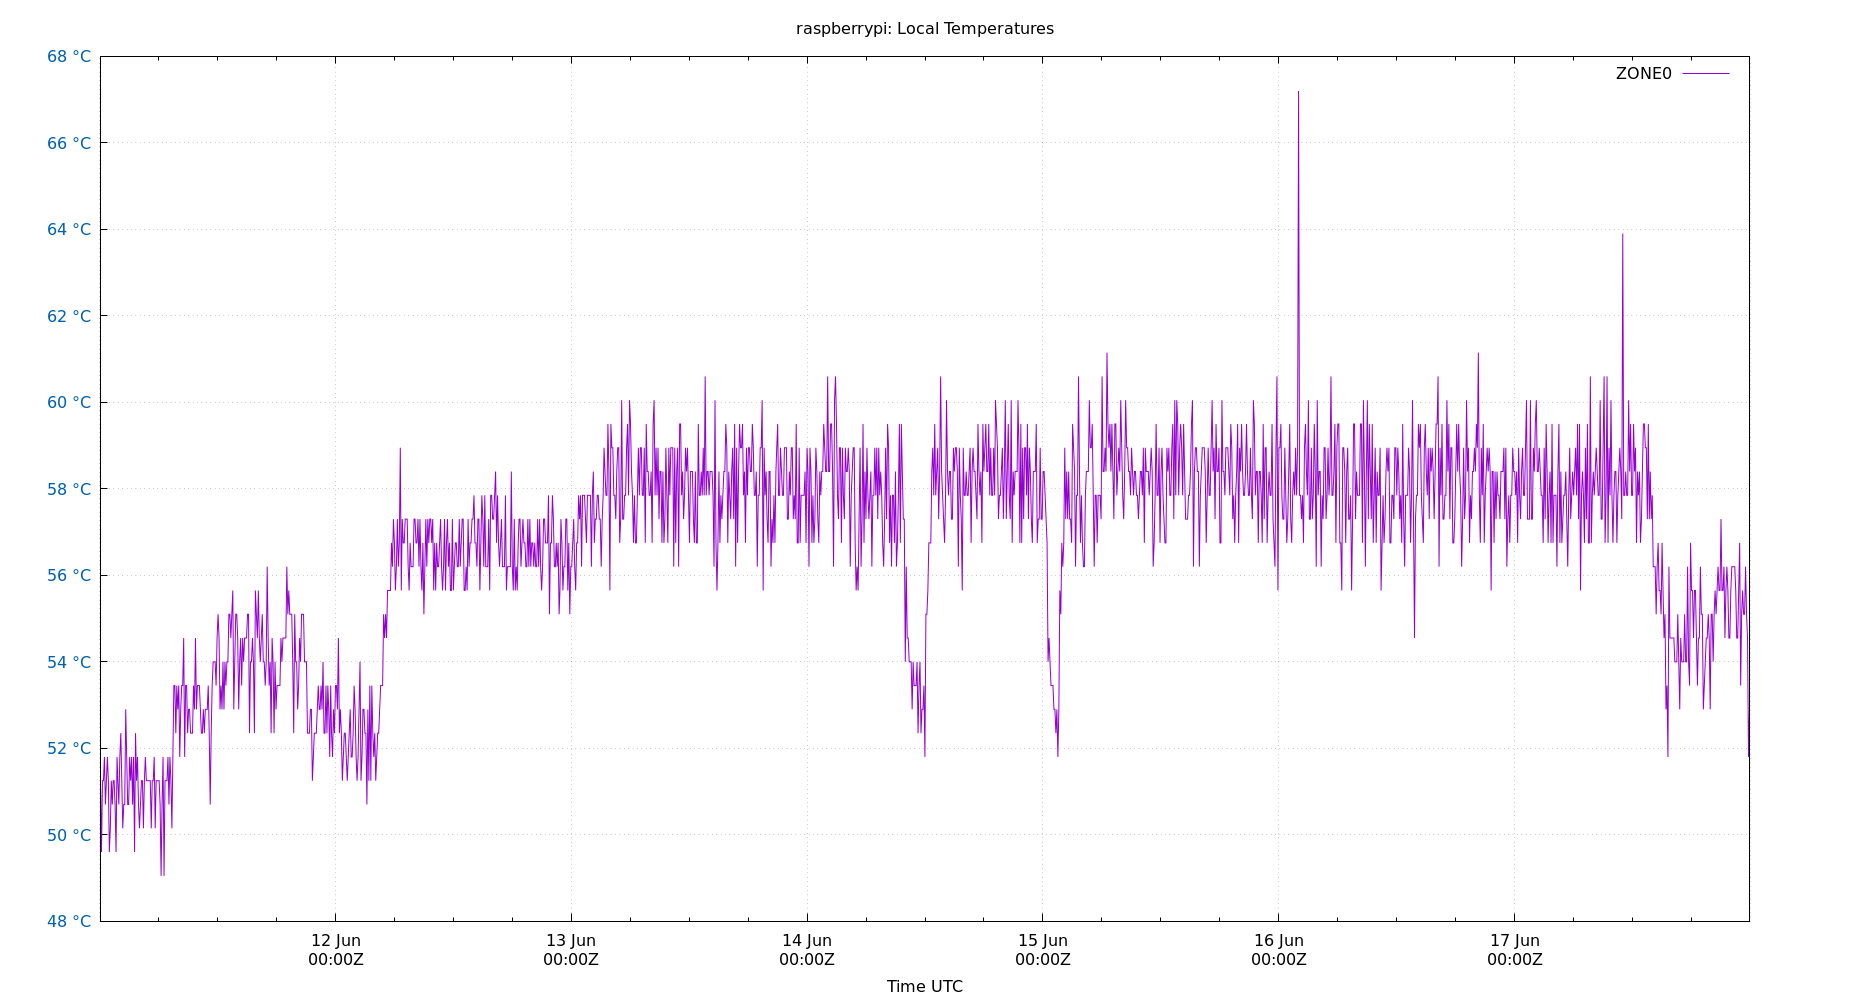 raspberrypi: Local Temperatures
ZONE0
68 °C
66 °C
64 °C
62 °C
60 °C
58 °C
56 °C
54 °C
52 °C
50 °C
48 °C
12 Jun 13 Jun 14 Jun 15 Jun 16 Jun 17 Jun
00:00Z 00:00Z 00:00Z 00:00Z 00:00Z 00:00Z
Time UTC